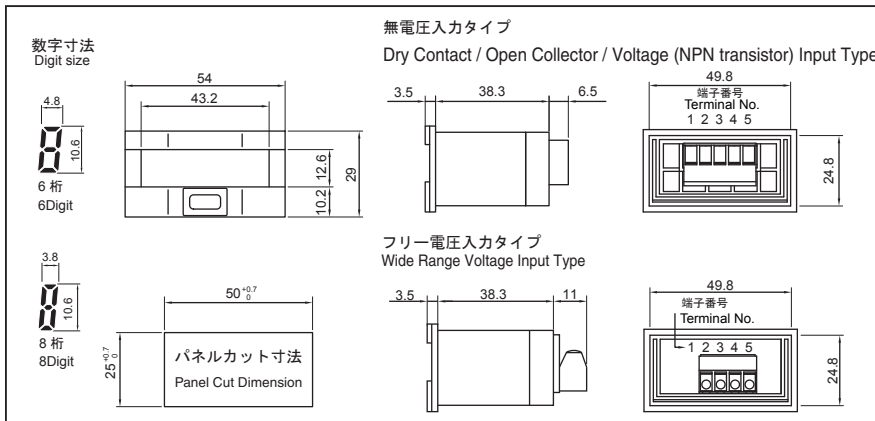 数字寸法
Digit size
4.8
10.6
6 桁
6Digit
3.8
10.6
8 桁
8Digit
54
43.2
12.6
10.2
29
50 +0.7 0
25 +0.7 0
パネルカット寸法
Panel Cut Dimension
無電圧入力タイプ
Dry Contact / Open Collector / Voltage (NPN transistor) Input Type
3.5
38.3
6.5
49.8
端子番号
Terminal No.
1 2 3 4 5
24.8
フリー電圧入力タイプ
Wide Range Voltage Input Type
3.5
38.3
11
49.8
端子番号
Terminal No.
1 2 3 4 5
24.8